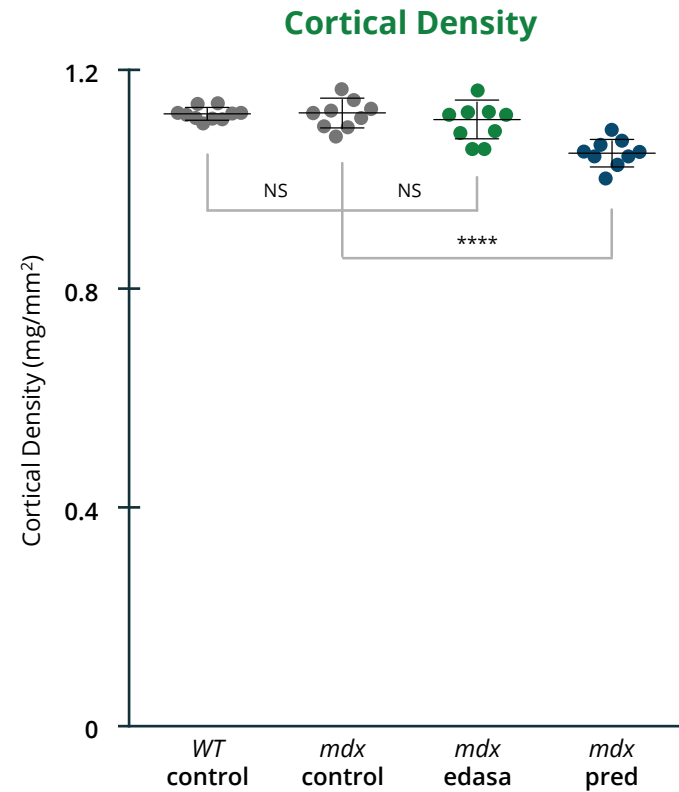 Cortical Density
1.2
0.8
0.4
0
Cortical Density (mg/mm²)
NS
NS
****
WT
control
mdx
control
mdx
edasa
mdx
pred